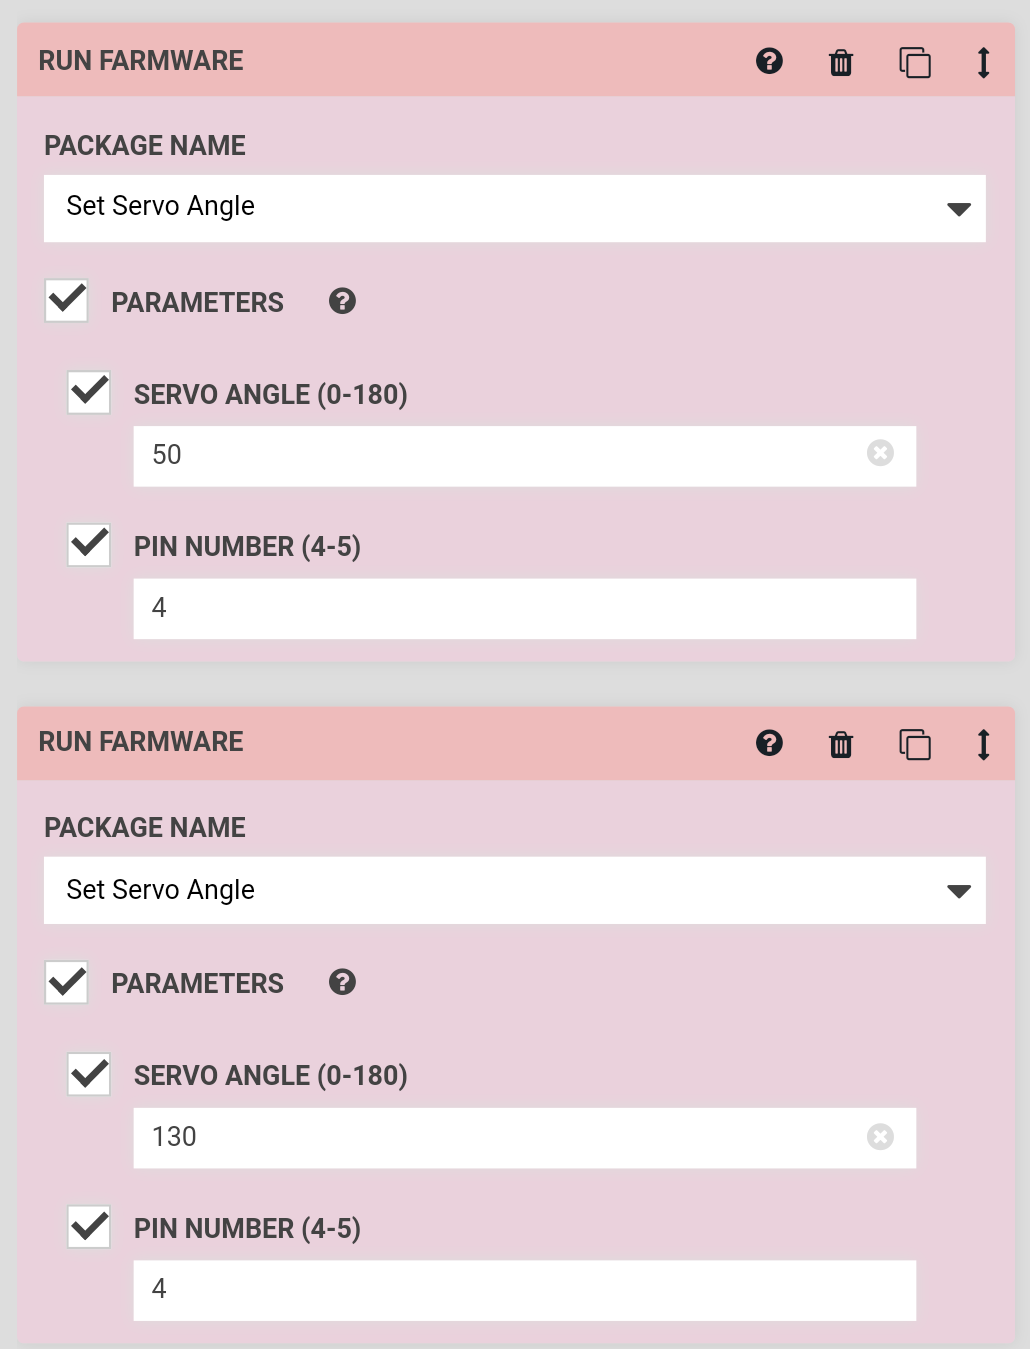 RUN FARMWARE
PACKAGE NAME
Set Servo Angle
PARAMETERS
SERVO ANGLE (0-180)
50
PIN NUMBER (4-5)
4
RUN FARMWARE
PACKAGE NAME
Set Servo Angle
PARAMETERS
SERVO ANGLE (0-180)
130
PIN NUMBER (4-5)
4